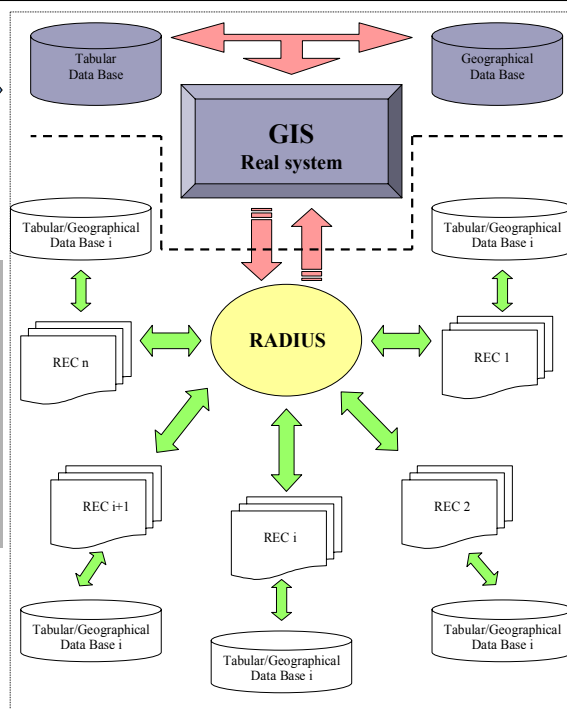 Tabular
Data Base
Geographical
Data Base
GIS
Real system
Tabular/Geographical
Data Base i
Tabular/Geographical
Data Base i
RADIUS
REC n
REC 1
REC i+1
REC i
REC 2
Tabular/Geographical
Data Base i
Tabular/Geographical
Data Base i
Tabular/Geographical
Data Base i